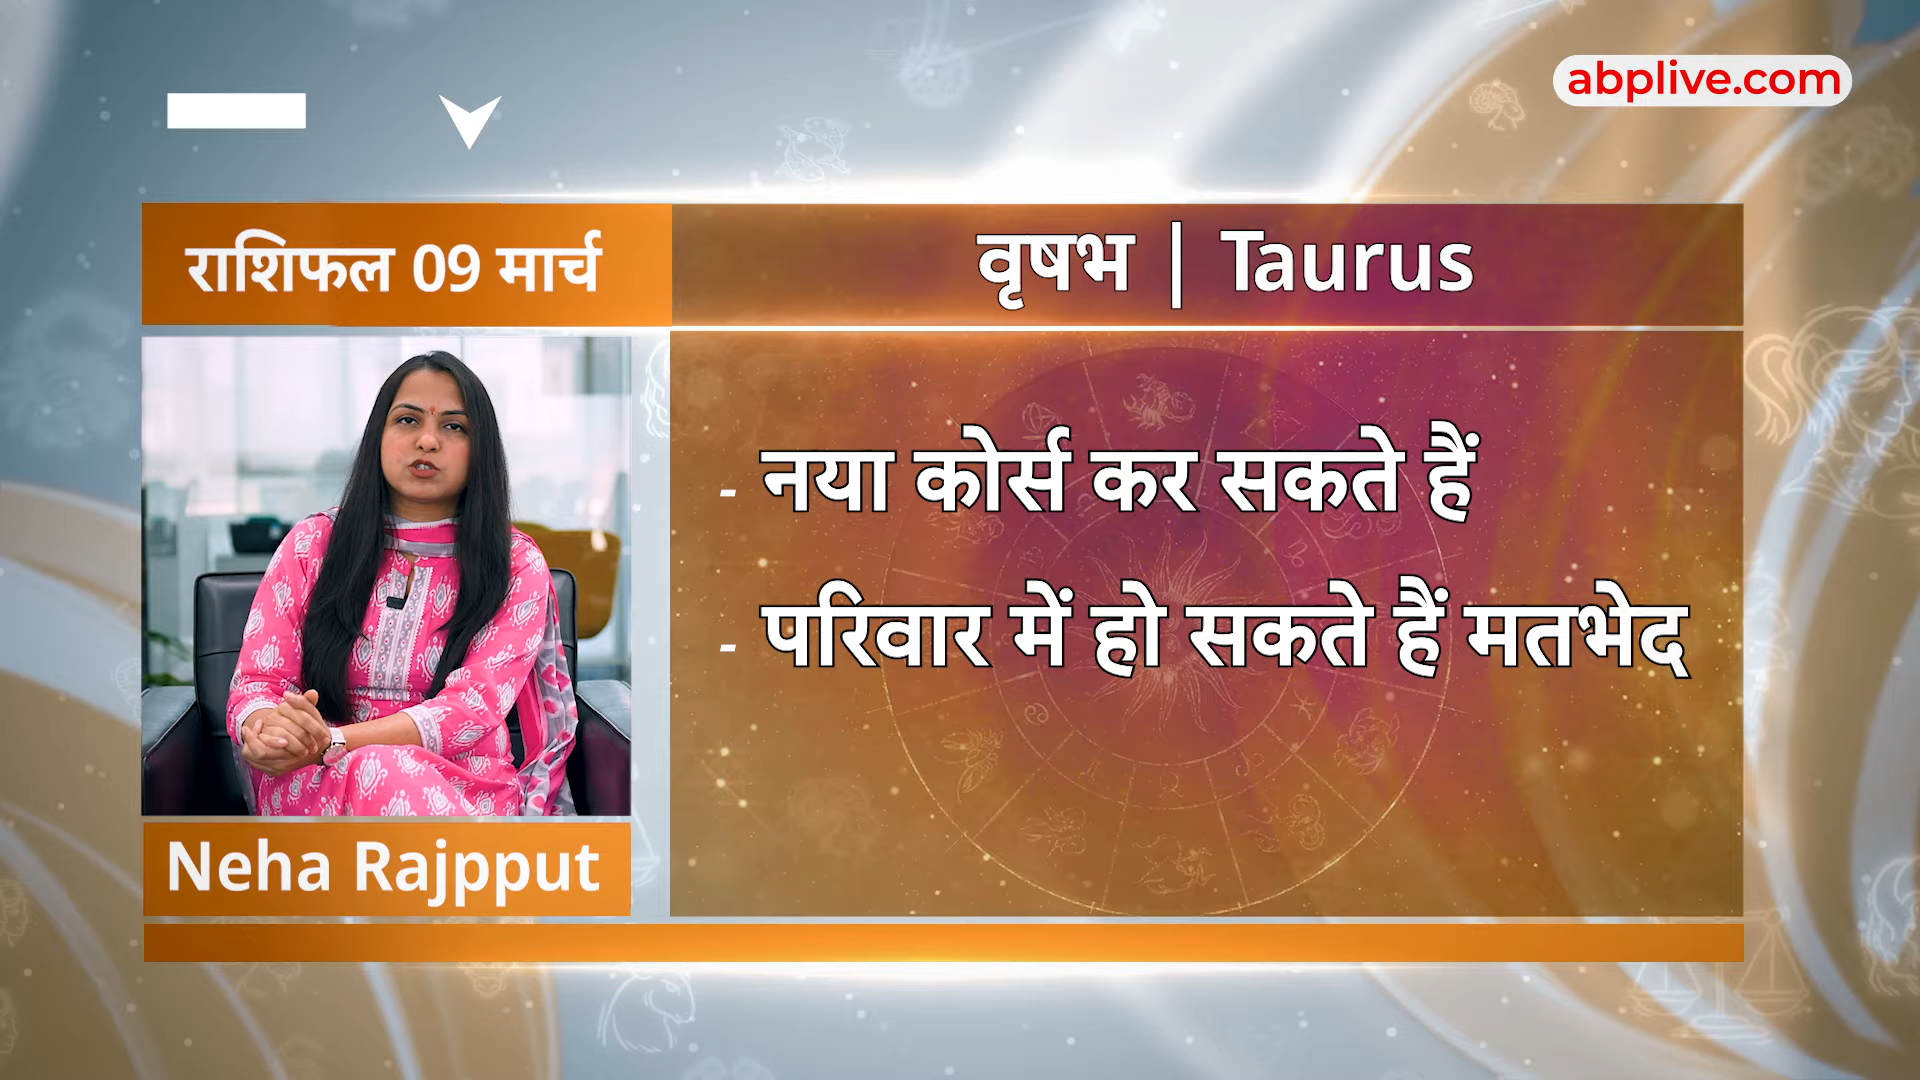 abplive.com
राशिफल 09 मार्च
वृषभ | Taurus
- नया कोर्स कर सकते हैं
- परिवार में हो सकते हैं मतभेद
Neha Rajpput